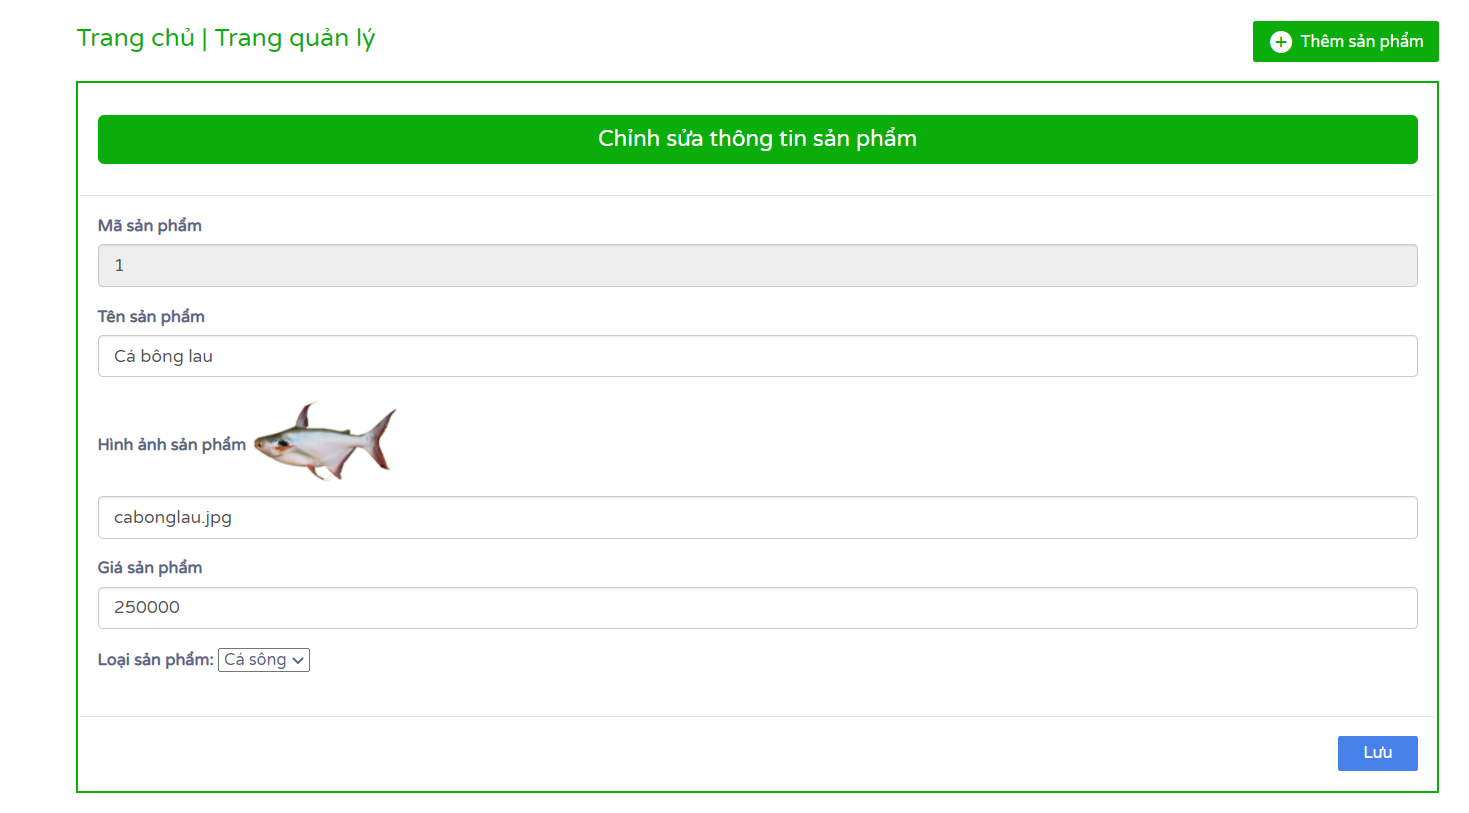 Trang chủ | Trang quản lý
Thêm sản phẩm
Chỉnh sửa thông tin sản phẩm
Mã sản phẩm
1
Tên sản phẩm
Cá bông lau
Hình ảnh sản phẩm
cabonglau.jpg
Giá sản phẩm
250000
Loại sản phẩm: Cá sông
Lưu